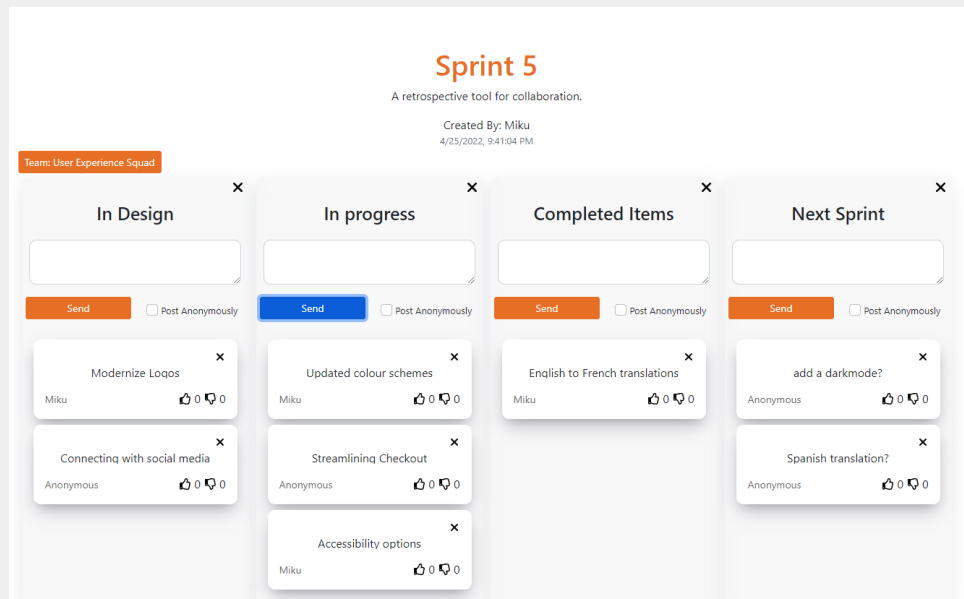 Sprint 5
A retrospective tool for collaboration.
Created By: Miku
4/25/2022, 9:41:04 PM
Team: User Experience Squad
In Design
Send
Post Anonymously
Modernize Logos
Miku
0 0
Connecting with social media
Anonymous
0 0
In progress
Send
Post Anonymously
Updated colour schemes
Miku
0 0
Streamlining Checkout
Anonymous
0 0
Accessibility options
Miku
0 0
Completed Items
Send
Post Anonymously
English to French translations
Miku
0 0
Next Sprint
Send
Post Anonymously
add a darkmode?
Anonymous
0 0
Spanish translation?
Anonymous
0 0